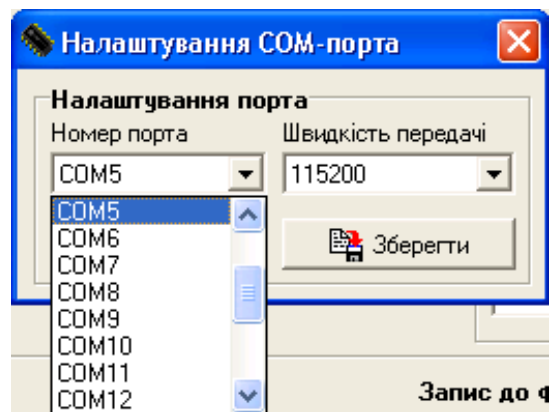 Налаштування COM-порта
Налаштування порта
Номер порта
Швидкість передачі
COM5
115200
COM5
COM6
COM7
COM8
COM9
COM10
COM11
COM12
Зберегти
Запис до ф